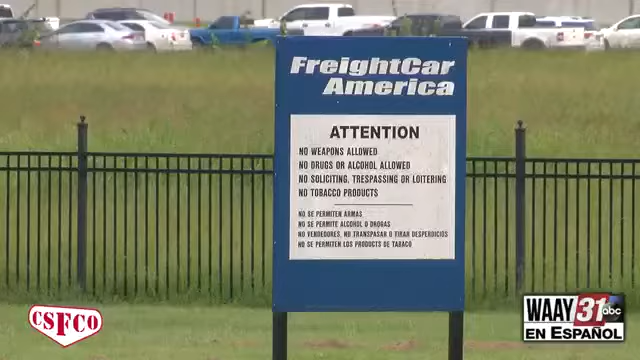 FreightCar
America
ATTENTION
NO WEAPONS ALLOWED
NO DRUGS OR ALCOHOL ALLOWED
NO SOLICITING, TRESPASSING OR LOITERING
NO TOBACCO PRODUCTS
NO SE PERMITEN ARMAS
NO SE PERMITE ALCOHOL O DROGAS
NO VENDEDORES, NO TRANSPASAR O TIRAR DESPERDICIOS
NO SE PERMITEN LOS PRODUCTOS DE TABACO
CSFCO
WAAY 31 abc
EN ESPAÑOL